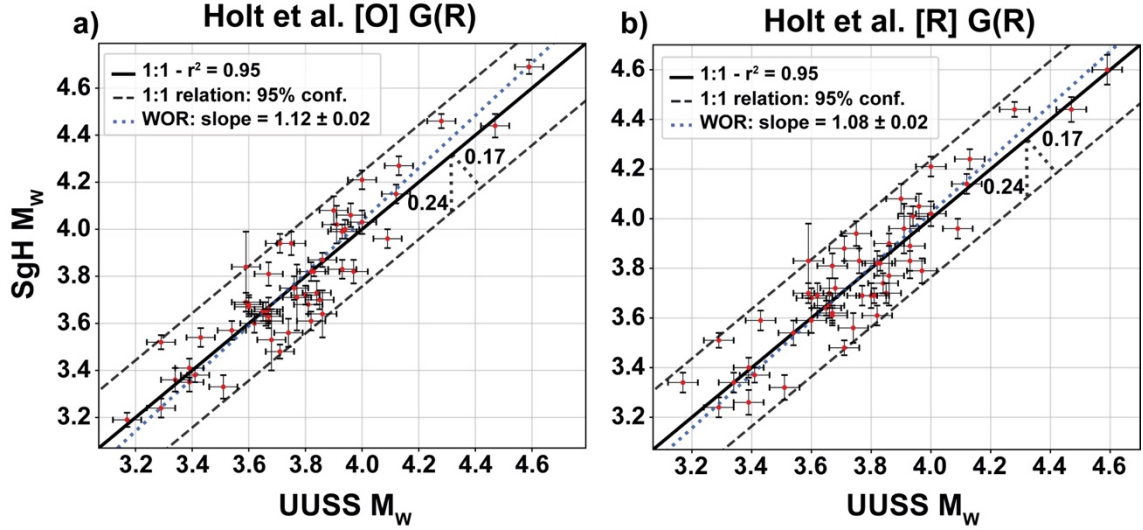 a)
Holt et al. [O] G(R)
1:1 - r² = 0.95
1:1 relation: 95% conf.
WOR: slope = 1.12 ± 0.02
0.17
0.24
4.6
4.4
4.2
4.0
3.8
3.6
3.4
3.2
SgH M_W
3.2 3.4 3.6 3.8 4.0 4.2 4.4 4.6
UUSS M_W
b)
Holt et al. [R] G(R)
1:1 - r² = 0.95
1:1 relation: 95% conf.
WOR: slope = 1.08 ± 0.02
0.17
0.24
4.6
4.4
4.2
4.0
3.8
3.6
3.4
3.2
3.2 3.4 3.6 3.8 4.0 4.2 4.4 4.6
UUSS M_W